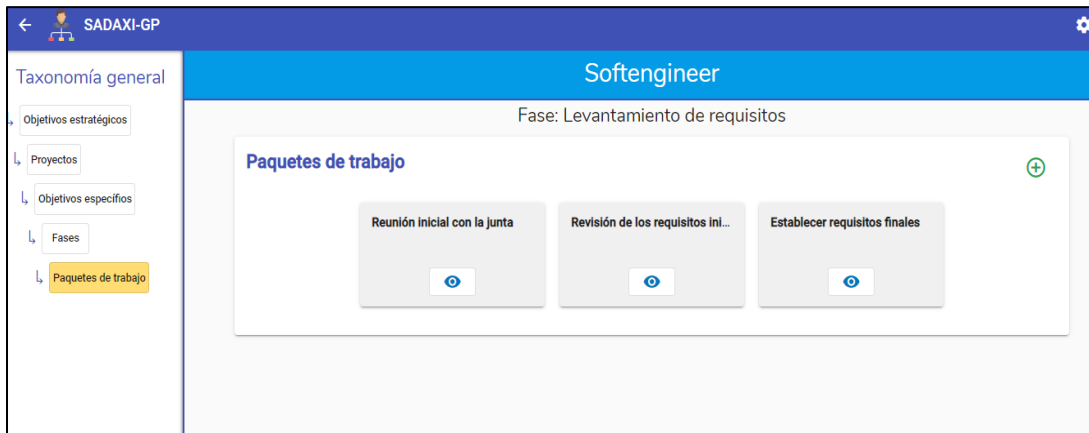 SADAXI-GP
Taxonomía general
Objetivos estratégicos
Proyectos
Objetivos específios
Fases
Paquetes de trabajo
Softengineer
Fase: Levantamiento de requisitos
Paquetes de trabajo
Reunión inicial con la junta
Revisión de los requisitos ini...
Establecer requisitos finales